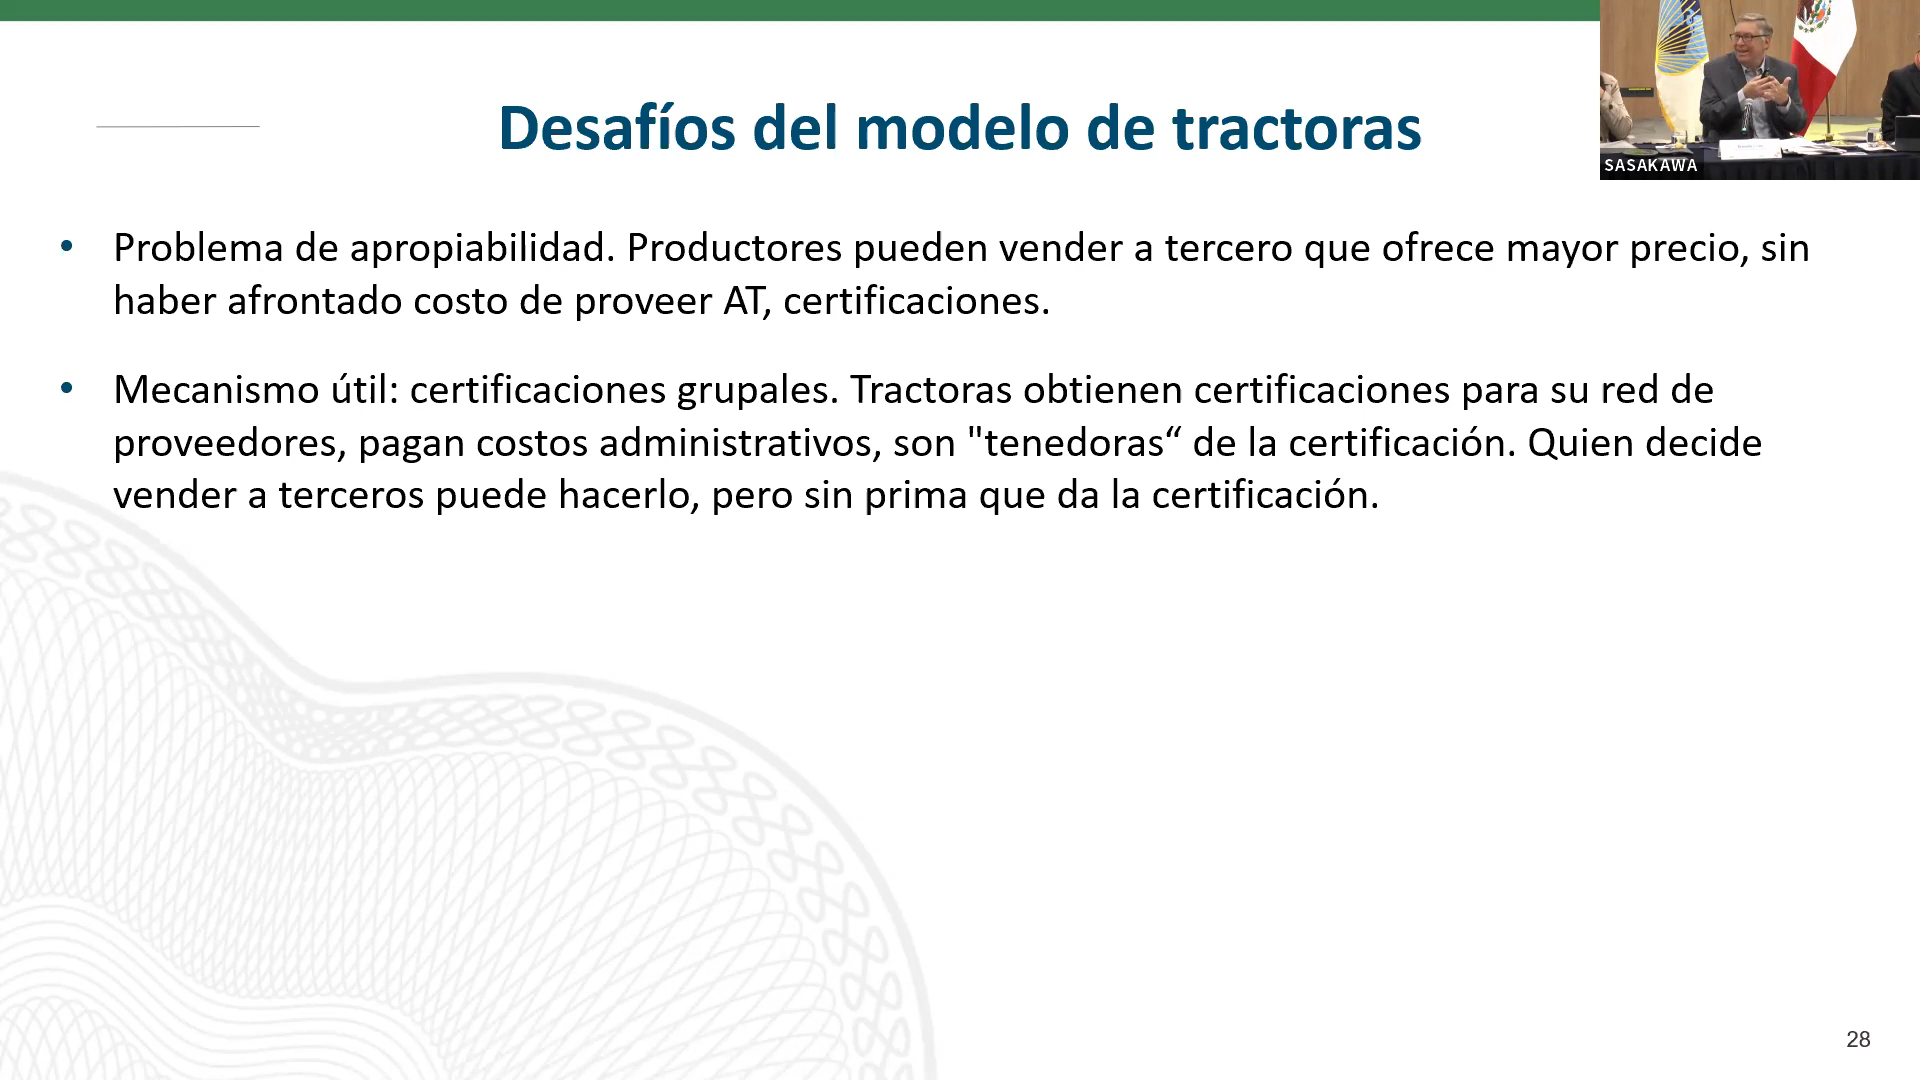 Desafíos del modelo de tractoras
SASAKAWA
• Problema de apropiabilidad. Productores pueden vender a tercero que ofrece mayor precio, sin
haber afrontado costo de proveer AT, certificaciones.
• Mecanismo útil: certificaciones grupales. Tractoras obtienen certificaciones para su red de
proveedores, pagan costos administrativos, son "tenedoras“ de la certificación. Quien decide
vender a terceros puede hacerlo, pero sin prima que da la certificación.
28